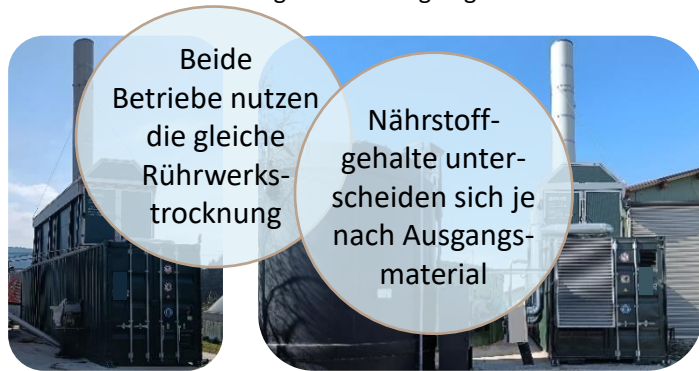 Beide
Betriebe nutzen
die gleiche
Rührwerks-
trocknung
Nährstoff-
gehalte unter-
scheiden sich je
nach Ausgangs-
material